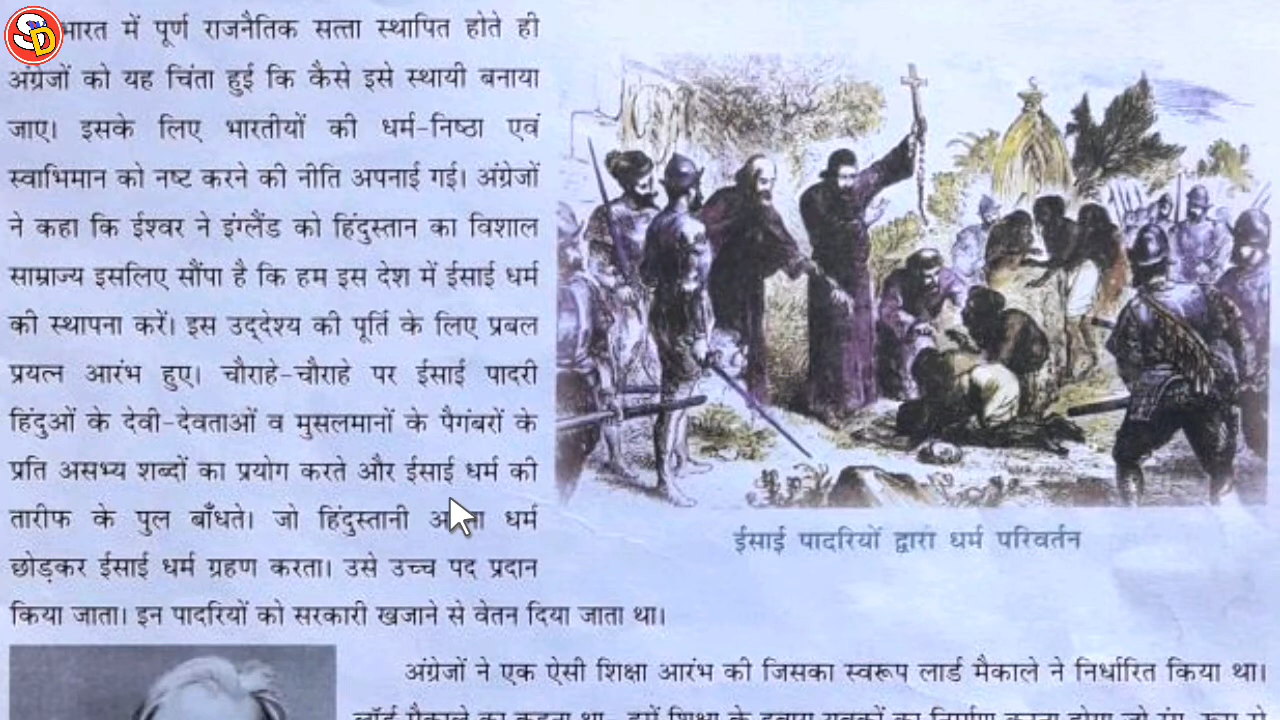 SD
भारत में पूर्ण राजनैतिक सत्ता स्थापित होते ही
अंग्रेजों को यह चिंता हुई कि कैसे इसे स्थायी बनाया
जाए। इसके लिए भारतीयों की धर्म-निष्ठा एवं
स्वाभिमान को नष्ट करने की नीति अपनाई गई। अंग्रेजों
ने कहा कि ईश्वर ने इंग्लैंड को हिंदुस्तान का विशाल
साम्राज्य इसलिए सौंपा है कि हम इस देश में ईसाई धर्म
की स्थापना करें। इस उद्देश्य की पूर्ति के लिए प्रबल
प्रयत्न आरंभ हुए। चौराहे-चौराहे पर ईसाई पादरी
हिंदुओं के देवी-देवताओं व मुसलमानों के पैगंबरों के
प्रति असभ्य शब्दों का प्रयोग करते और ईसाई धर्म की
तारीफ के पुल बाँधते। जो हिंदुस्तानी धर्म
छोड़कर ईसाई धर्म ग्रहण करता। उसे उच्च पद प्रदान
किया जाता। इन पादरियों को सरकारी खजाने से वेतन दिया जाता था।
ईसाई पादरियों द्वारा धर्म परिवर्तन
अंग्रेजों ने एक ऐसी शिक्षा आरंभ की जिसका स्वरूप लार्ड मैकाले ने निर्धारित किया था।